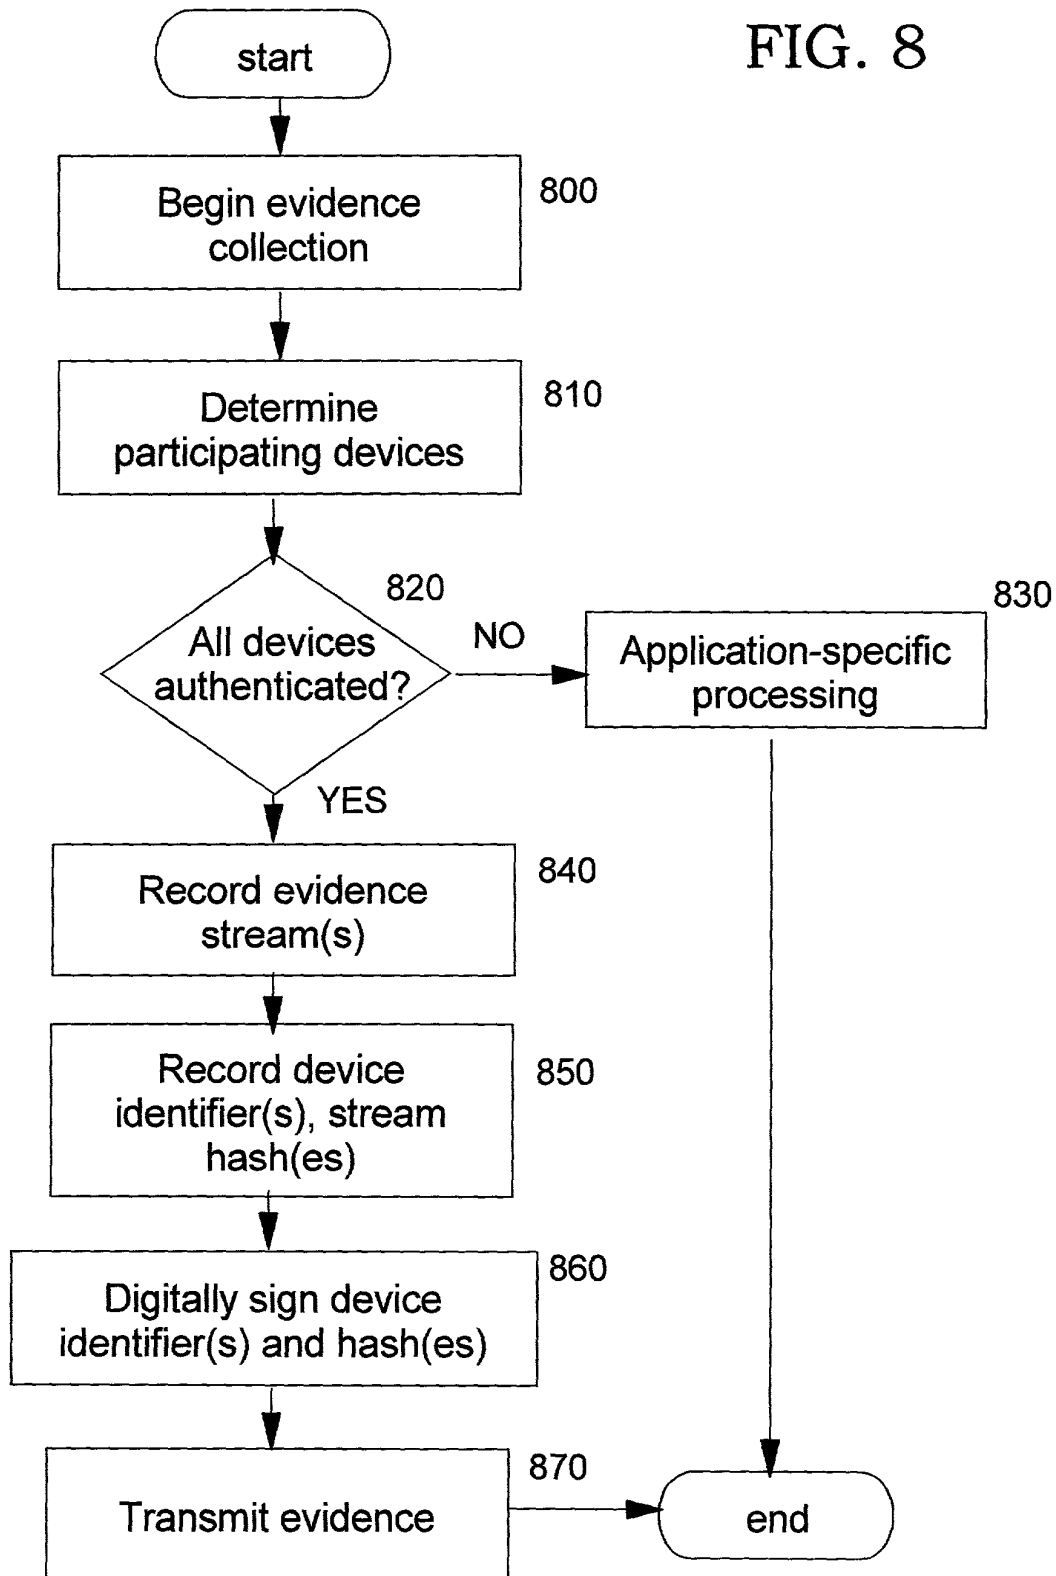 FIG. 8
start
800
Begin evidence
collection
810
Determine
participating devices
820
All devices
authenticated?
NO
830
Application-specific
processing
YES
840
Record evidence
stream(s)
850
Record device
identifier(s), stream
hash(es)
860
Digitally sign device
identifier(s) and hash(es)
870
Transmit evidence
end